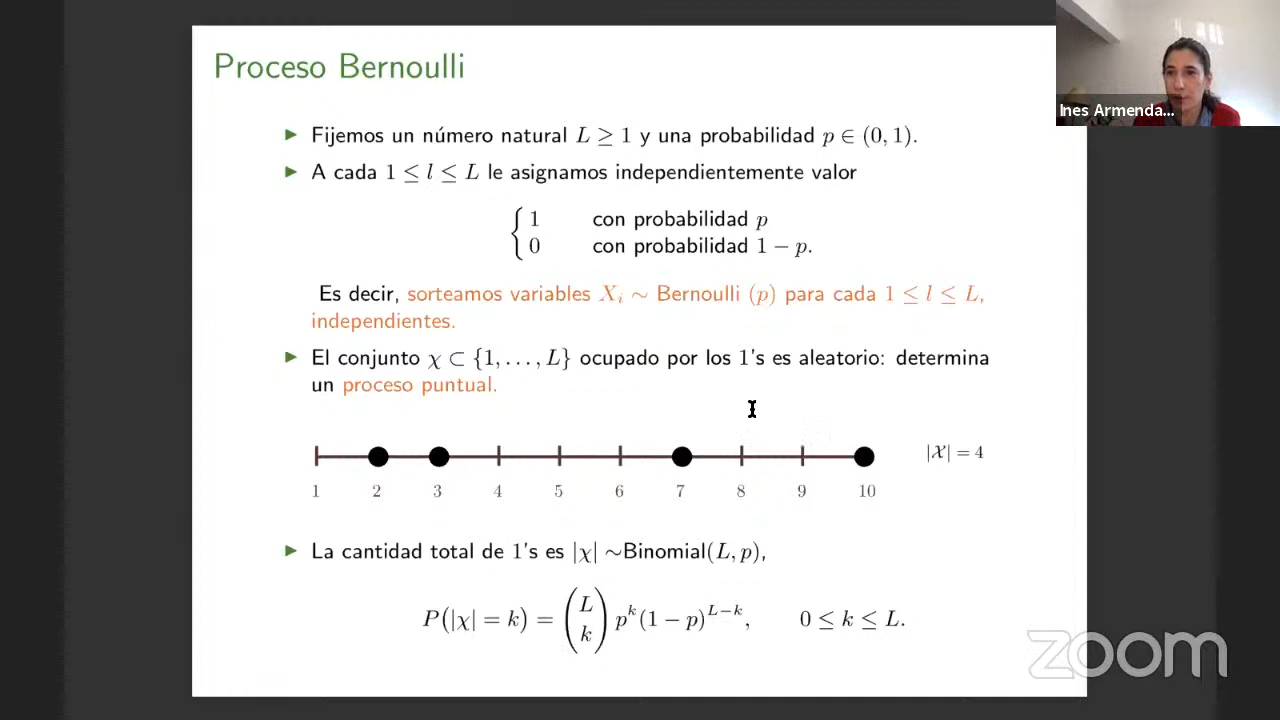 Proceso Bernoulli
Ines Armenda...
▶ Fijemos un número natural L ≥ 1 y una probabilidad p ∈ (0, 1).
▶ A cada 1 ≤ l ≤ L le asignamos independientemente valor
{ 1 con probabilidad p
0 con probabilidad 1 − p.
Es decir, sorteamos variables X_i ∼ Bernoulli (p) para cada 1 ≤ l ≤ L,
independientes.
▶ El conjunto χ ⊂ {1, . . . , L} ocupado por los 1's es aleatorio: determina
un proceso puntual.
|𝒳| = 4
1 2 3 4 5 6 7 8 9 10
▶ La cantidad total de 1's es |χ| ∼Binomial(L, p),
P(|χ| = k) = (L k) p^k (1 − p)^{L−k}, 0 ≤ k ≤ L.
zoom